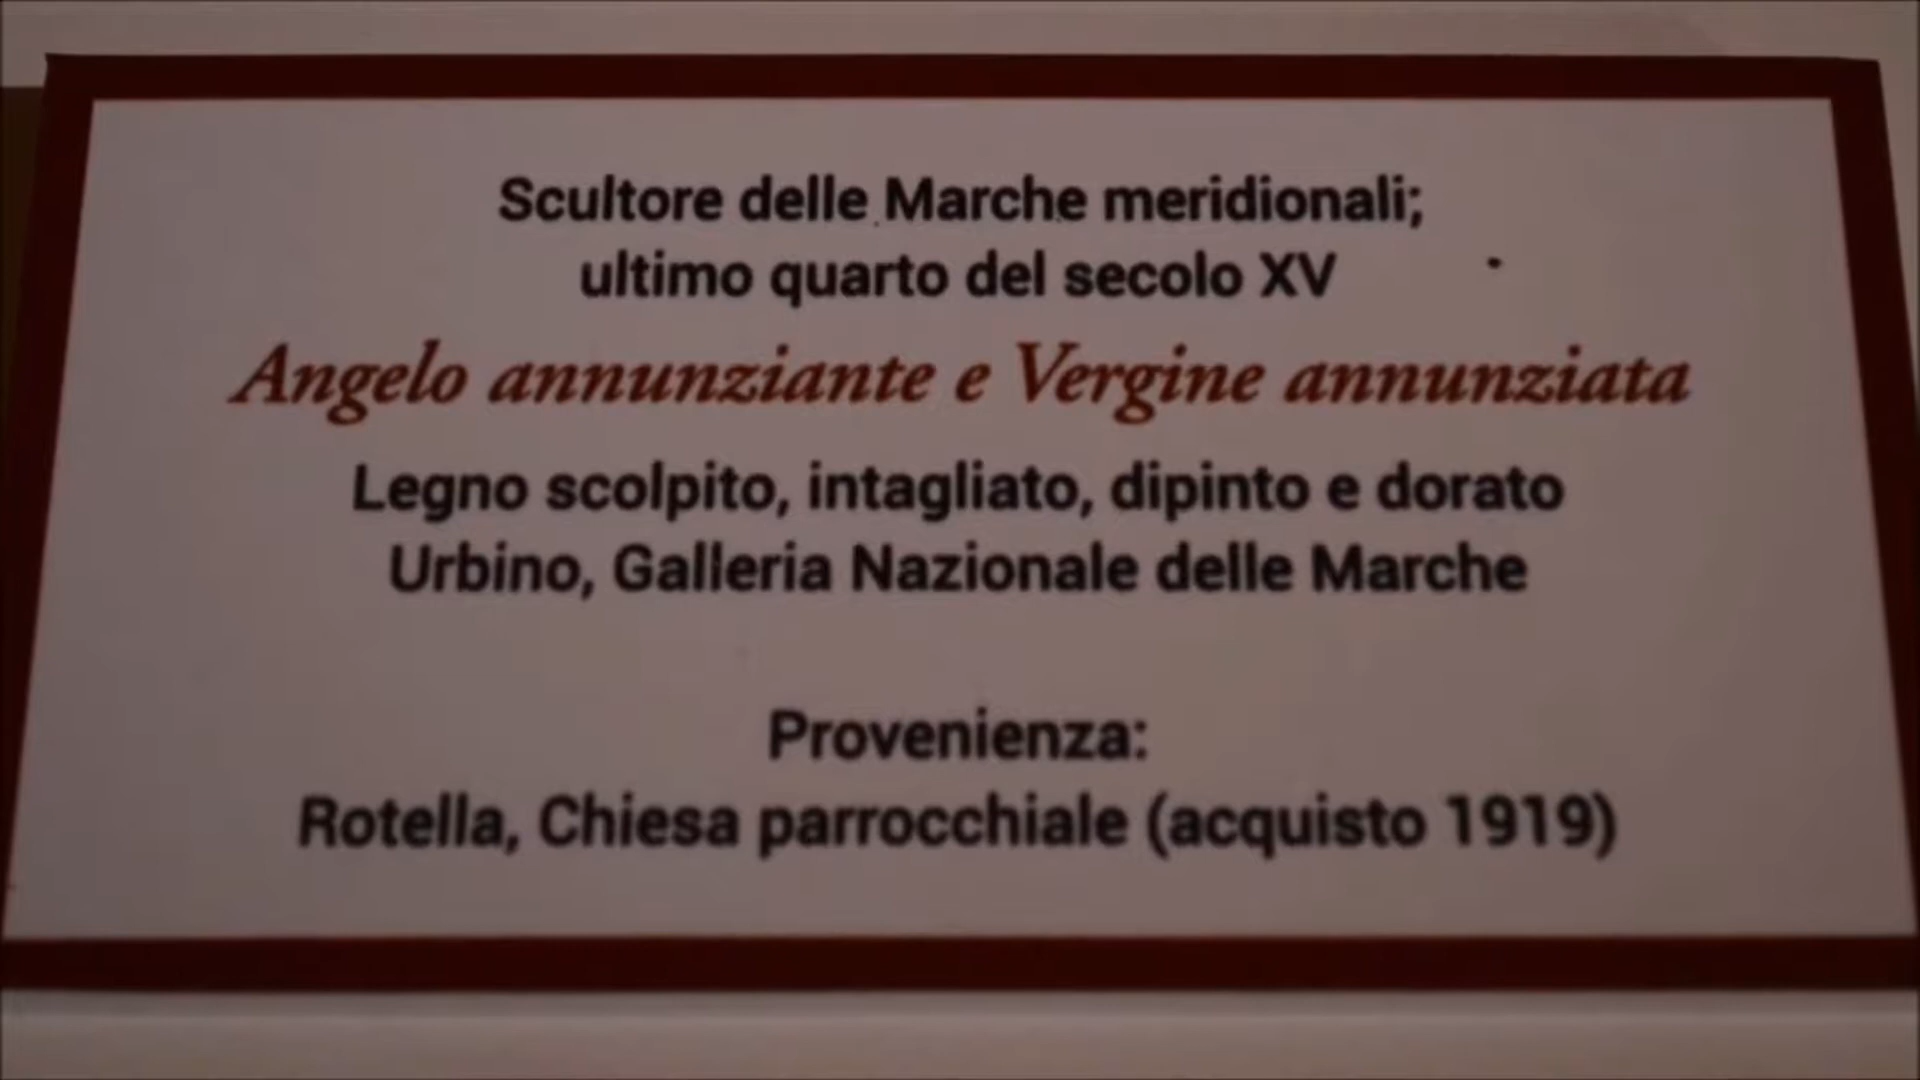 Scultore delle Marche meridionali;
ultimo quarto del secolo XV
Angelo annunziante e Vergine annunziata
Legno scolpito, intagliato, dipinto e dorato
Urbino, Galleria Nazionale delle Marche
Provenienza:
Rotella, Chiesa parrocchiale (acquisto 1919)